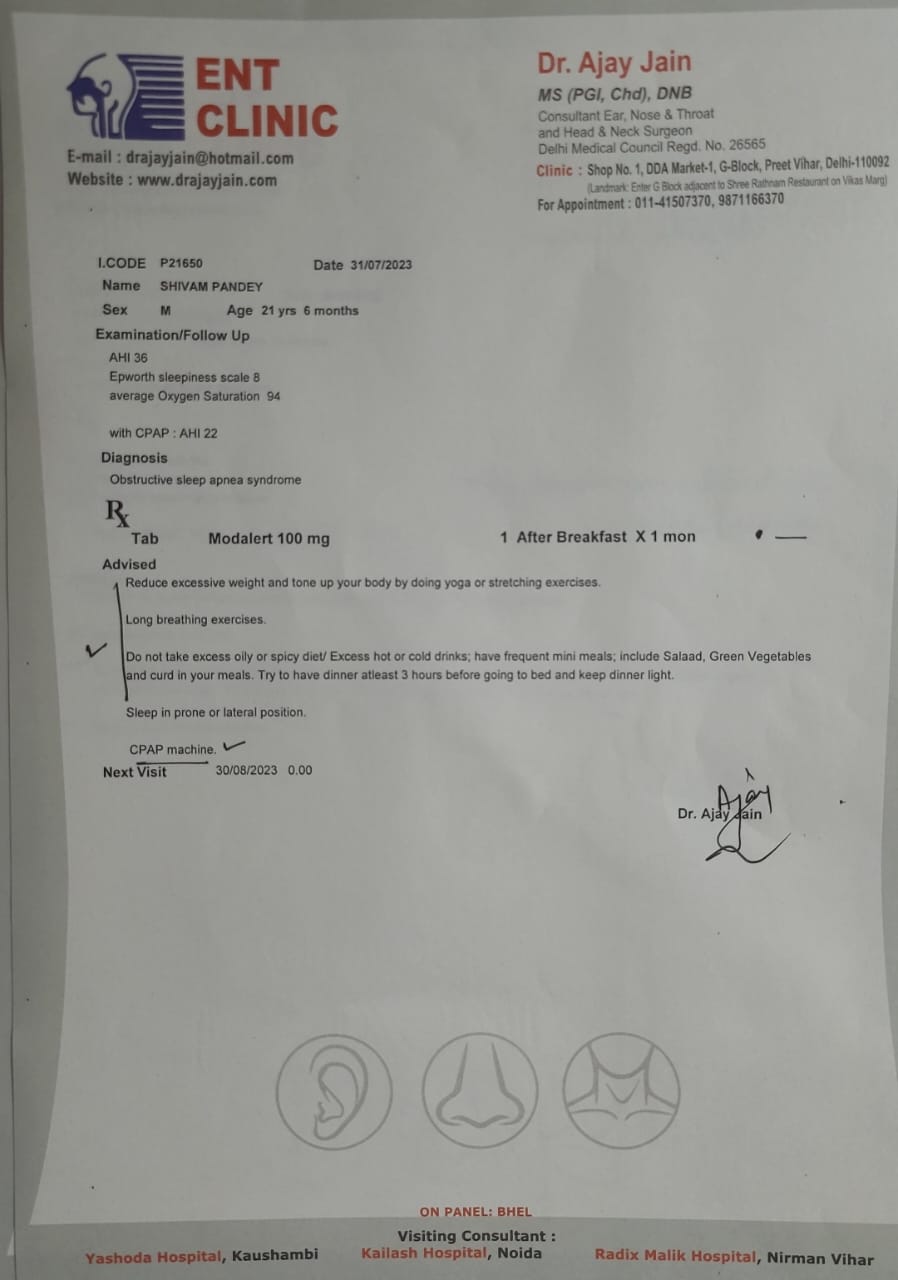 ENT
CLINIC
E-mail : drajayjain@hotmail.com
Website : www.drajayjain.com
Dr. Ajay Jain
MS (PGI, Chd), DNB
Consultant Ear, Nose & Throat
and Head & Neck Surgeon
Delhi Medical Council Regd. No. 26565
Clinic : Shop No. 1, DDA Market-1, G-Block, Preet Vihar, Delhi-110092
(Landmark: Enter G Block adjacent to Shree Rathnam Restaurant on Vikas Marg)
For Appointment : 011-41507370, 9871166370
I.CODE P21650 Date 31/07/2023
Name SHIVAM PANDEY
Sex M Age 21 yrs 6 months
Examination/Follow Up
AHI 36
Epworth sleepiness scale 8
average Oxygen Saturation 94
with CPAP : AHI 22
Diagnosis
Obstructive sleep apnea syndrome
Rx
Tab Modalert 100 mg 1 After Breakfast X 1 mon
Advised
Reduce excessive weight and tone up your body by doing yoga or stretching exercises.
Long breathing exercises.
Do not take excess oily or spicy diet/ Excess hot or cold drinks; have frequent mini meals; include Salaad, Green Vegetables
and curd in your meals. Try to have dinner atleast 3 hours before going to bed and keep dinner light.
Sleep in prone or lateral position.
CPAP machine.
Next Visit 30/08/2023 0.00
Ajay
Dr. Ajay Jain
ON PANEL: BHEL
Visiting Consultant :
Yashoda Hospital, Kaushambi Kailash Hospital, Noida Radix Malik Hospital, Nirman Vihar